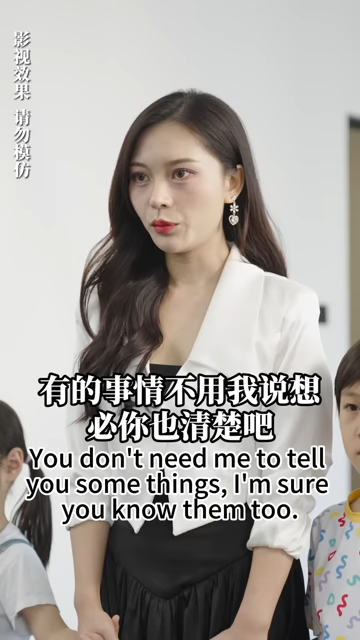 影视效果 请勿模仿
有的事情不用我说想
必你也清楚吧
You don't need me to tell
you some things, I'm sure
you know them too.